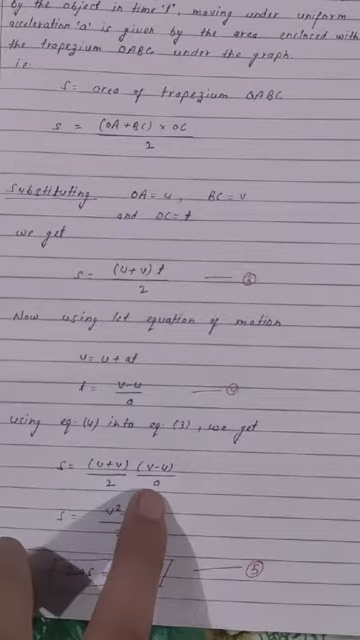 by the object in time 't', moving under uniform
acceleration 'a' is given by the area enclosed with
the trapezium OABC under the graph.
i.e.
s = area of trapezium OABC
s = (OA+BC) × OC / 2
Substituting OA = u, BC = v
and OC = t
we get
s = (u+v) t / 2 —— ③
Now using 1st equation of motion
v = u + at
t = v-u / a —— ④
using eq. (4) into eq. (3), we get
s = (u+v) / 2 (v-u) / a
s = v²
2as = —— ⑤